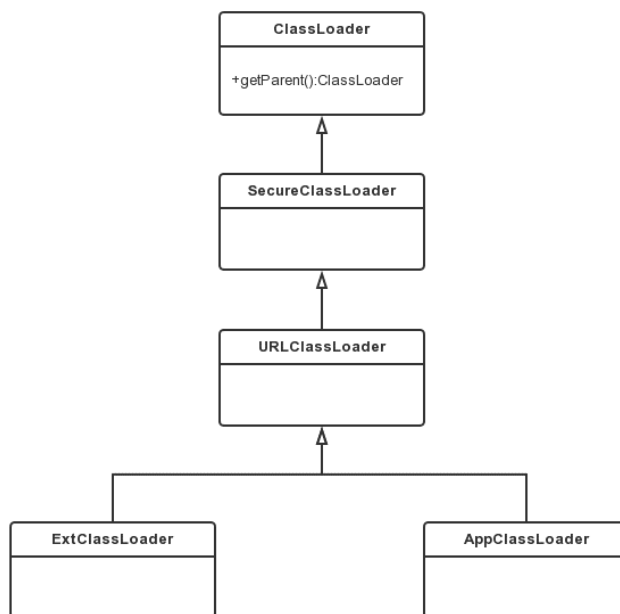 ClassLoader
+getParent():ClassLoader
SecureClassLoader
URLClassLoader
ExtClassLoader
AppClassLoader